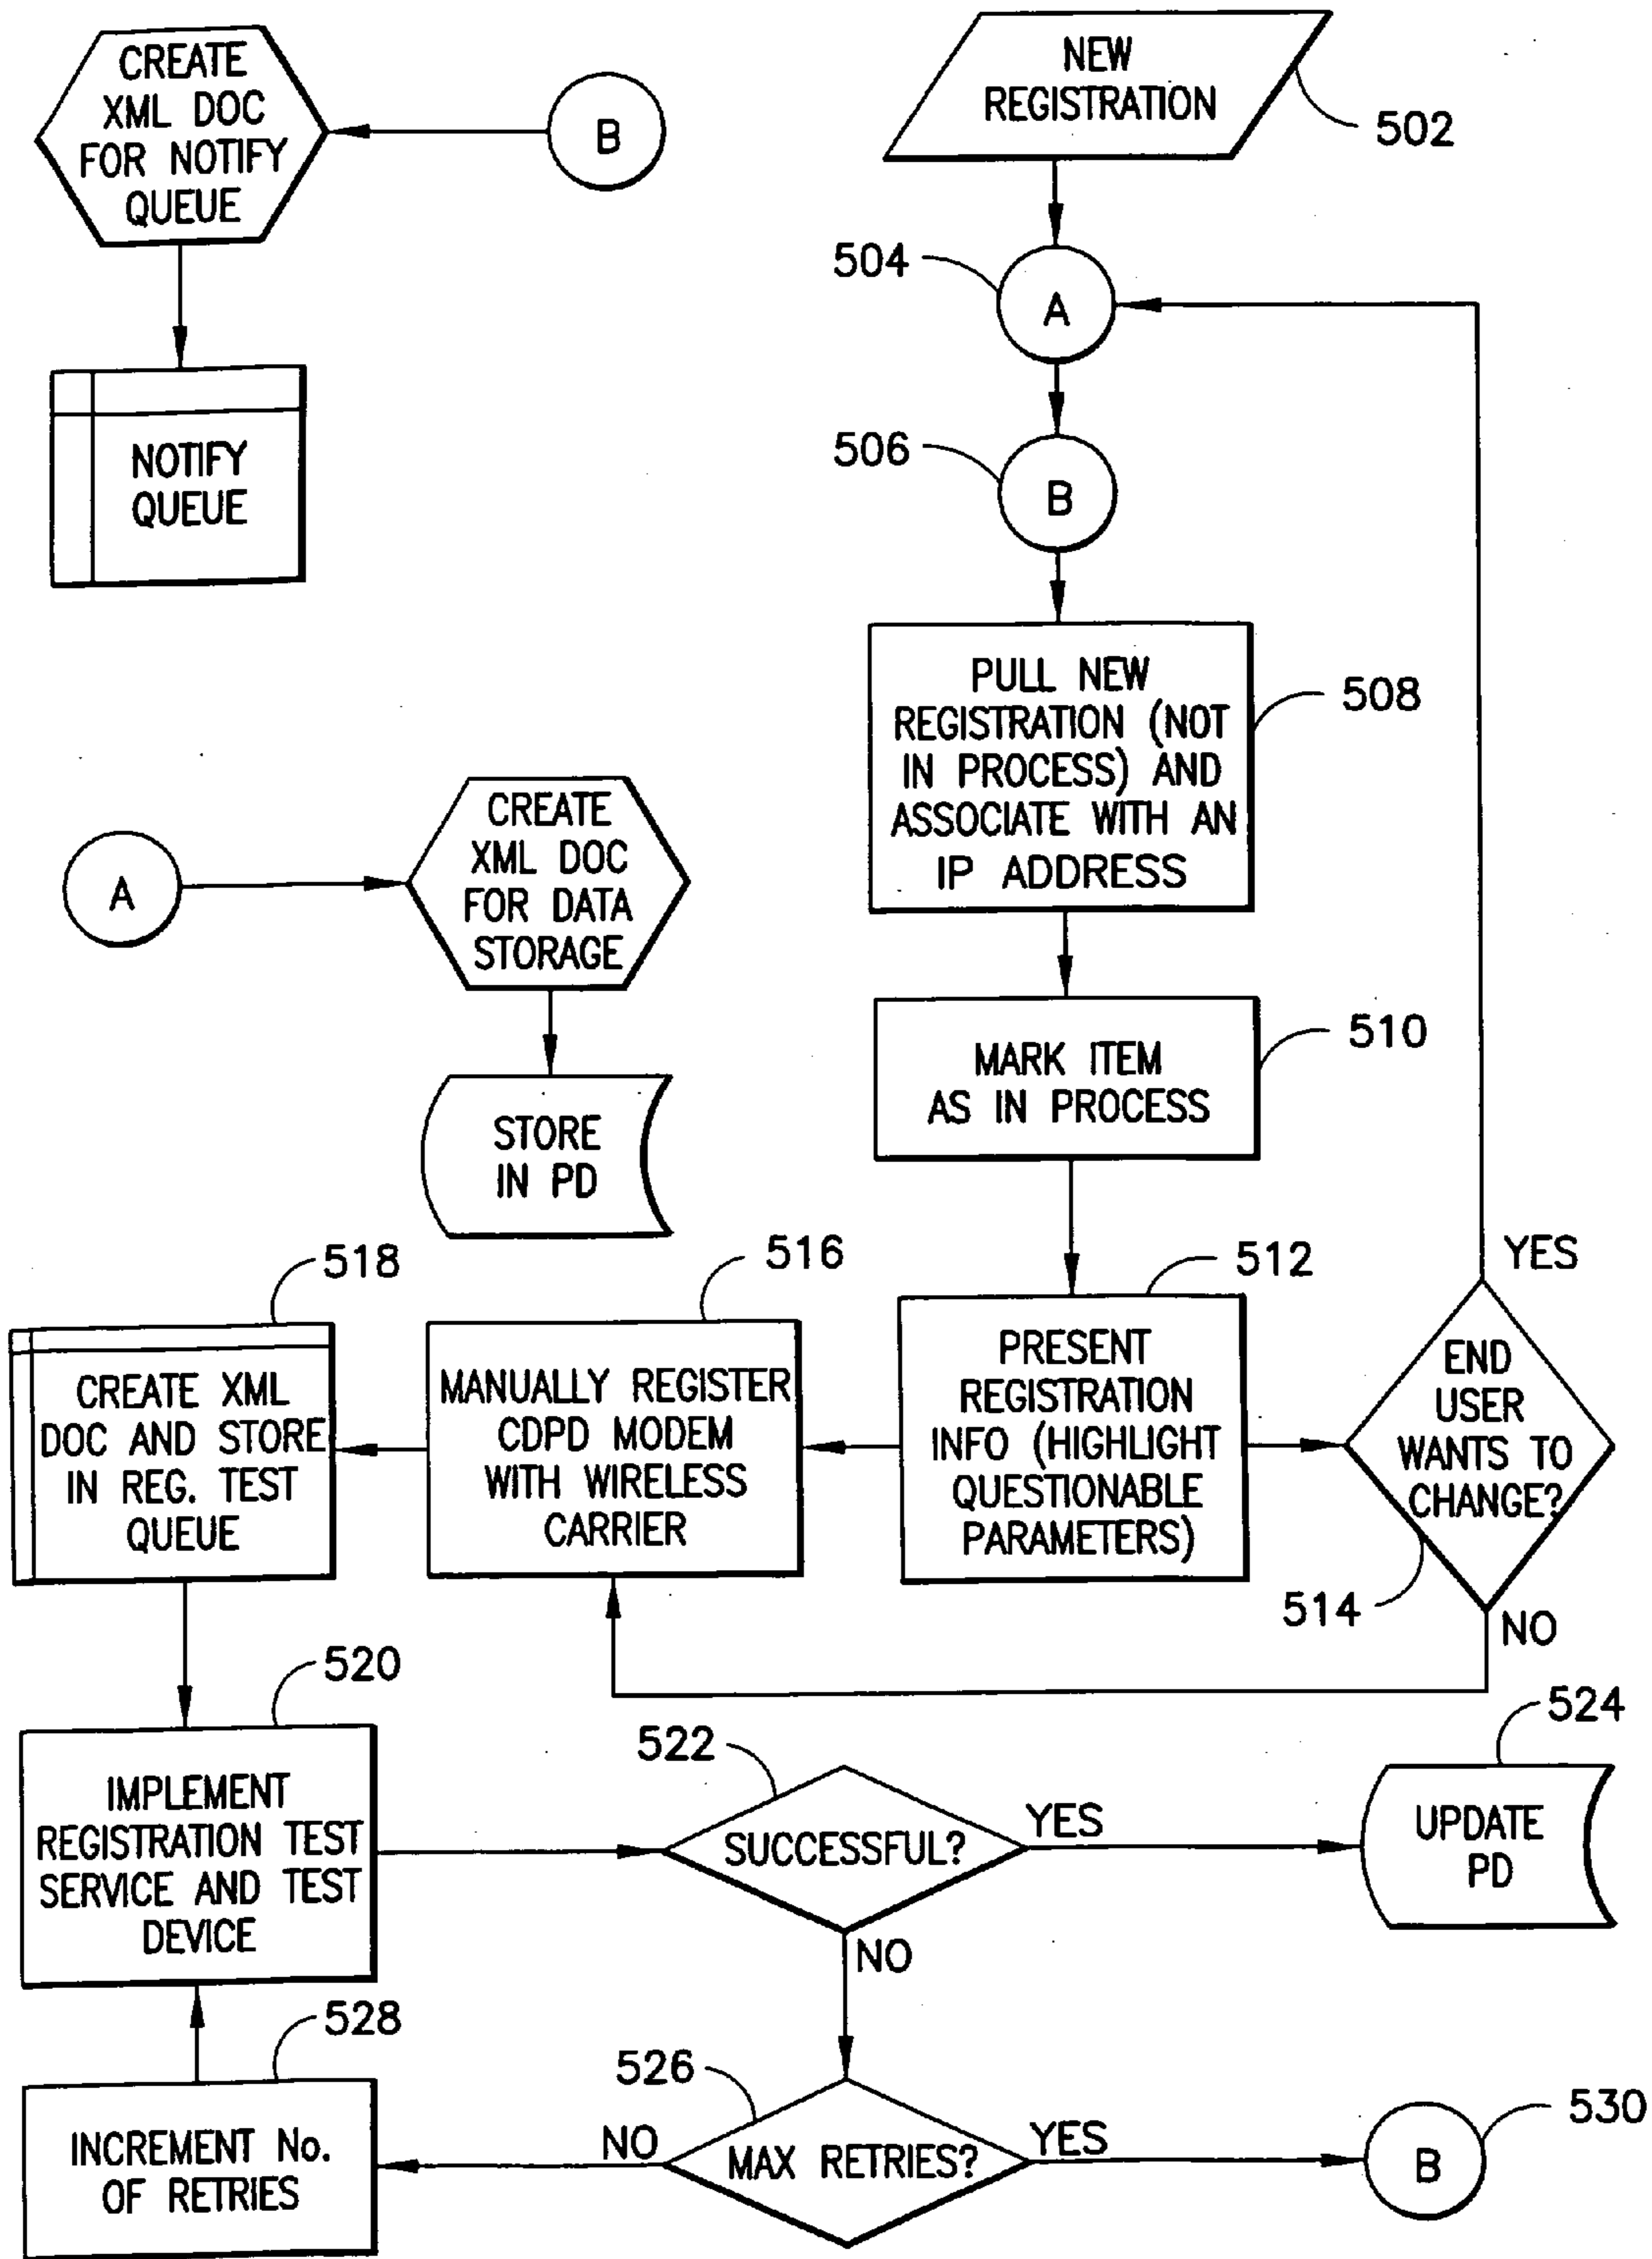 CREATE
XML DOC
FOR NOTIFY
QUEUE
B
NEW
REGISTRATION
502
504
A
NOTIFY
QUEUE
506
B
PULL NEW
REGISTRATION (NOT
IN PROCESS) AND
ASSOCIATE WITH AN
IP ADDRESS
508
A
CREATE
XML DOC
FOR DATA
STORAGE
MARK ITEM
AS IN PROCESS
510
STORE
IN PD
518
516
512
YES
CREATE XML
DOC AND STORE
IN REG. TEST
QUEUE
MANUALLY REGISTER
CDPD MODEM
WITH WIRELESS
CARRIER
PRESENT
REGISTRATION
INFO (HIGHLIGHT
QUESTIONABLE
PARAMETERS)
END
USER
WANTS TO
CHANGE?
514
NO
520
522
524
IMPLEMENT
REGISTRATION TEST
SERVICE AND TEST
DEVICE
SUCCESSFUL?
YES
UPDATE
PD
NO
528
526
530
INCREMENT No.
OF RETRIES
NO
MAX RETRIES?
YES
B